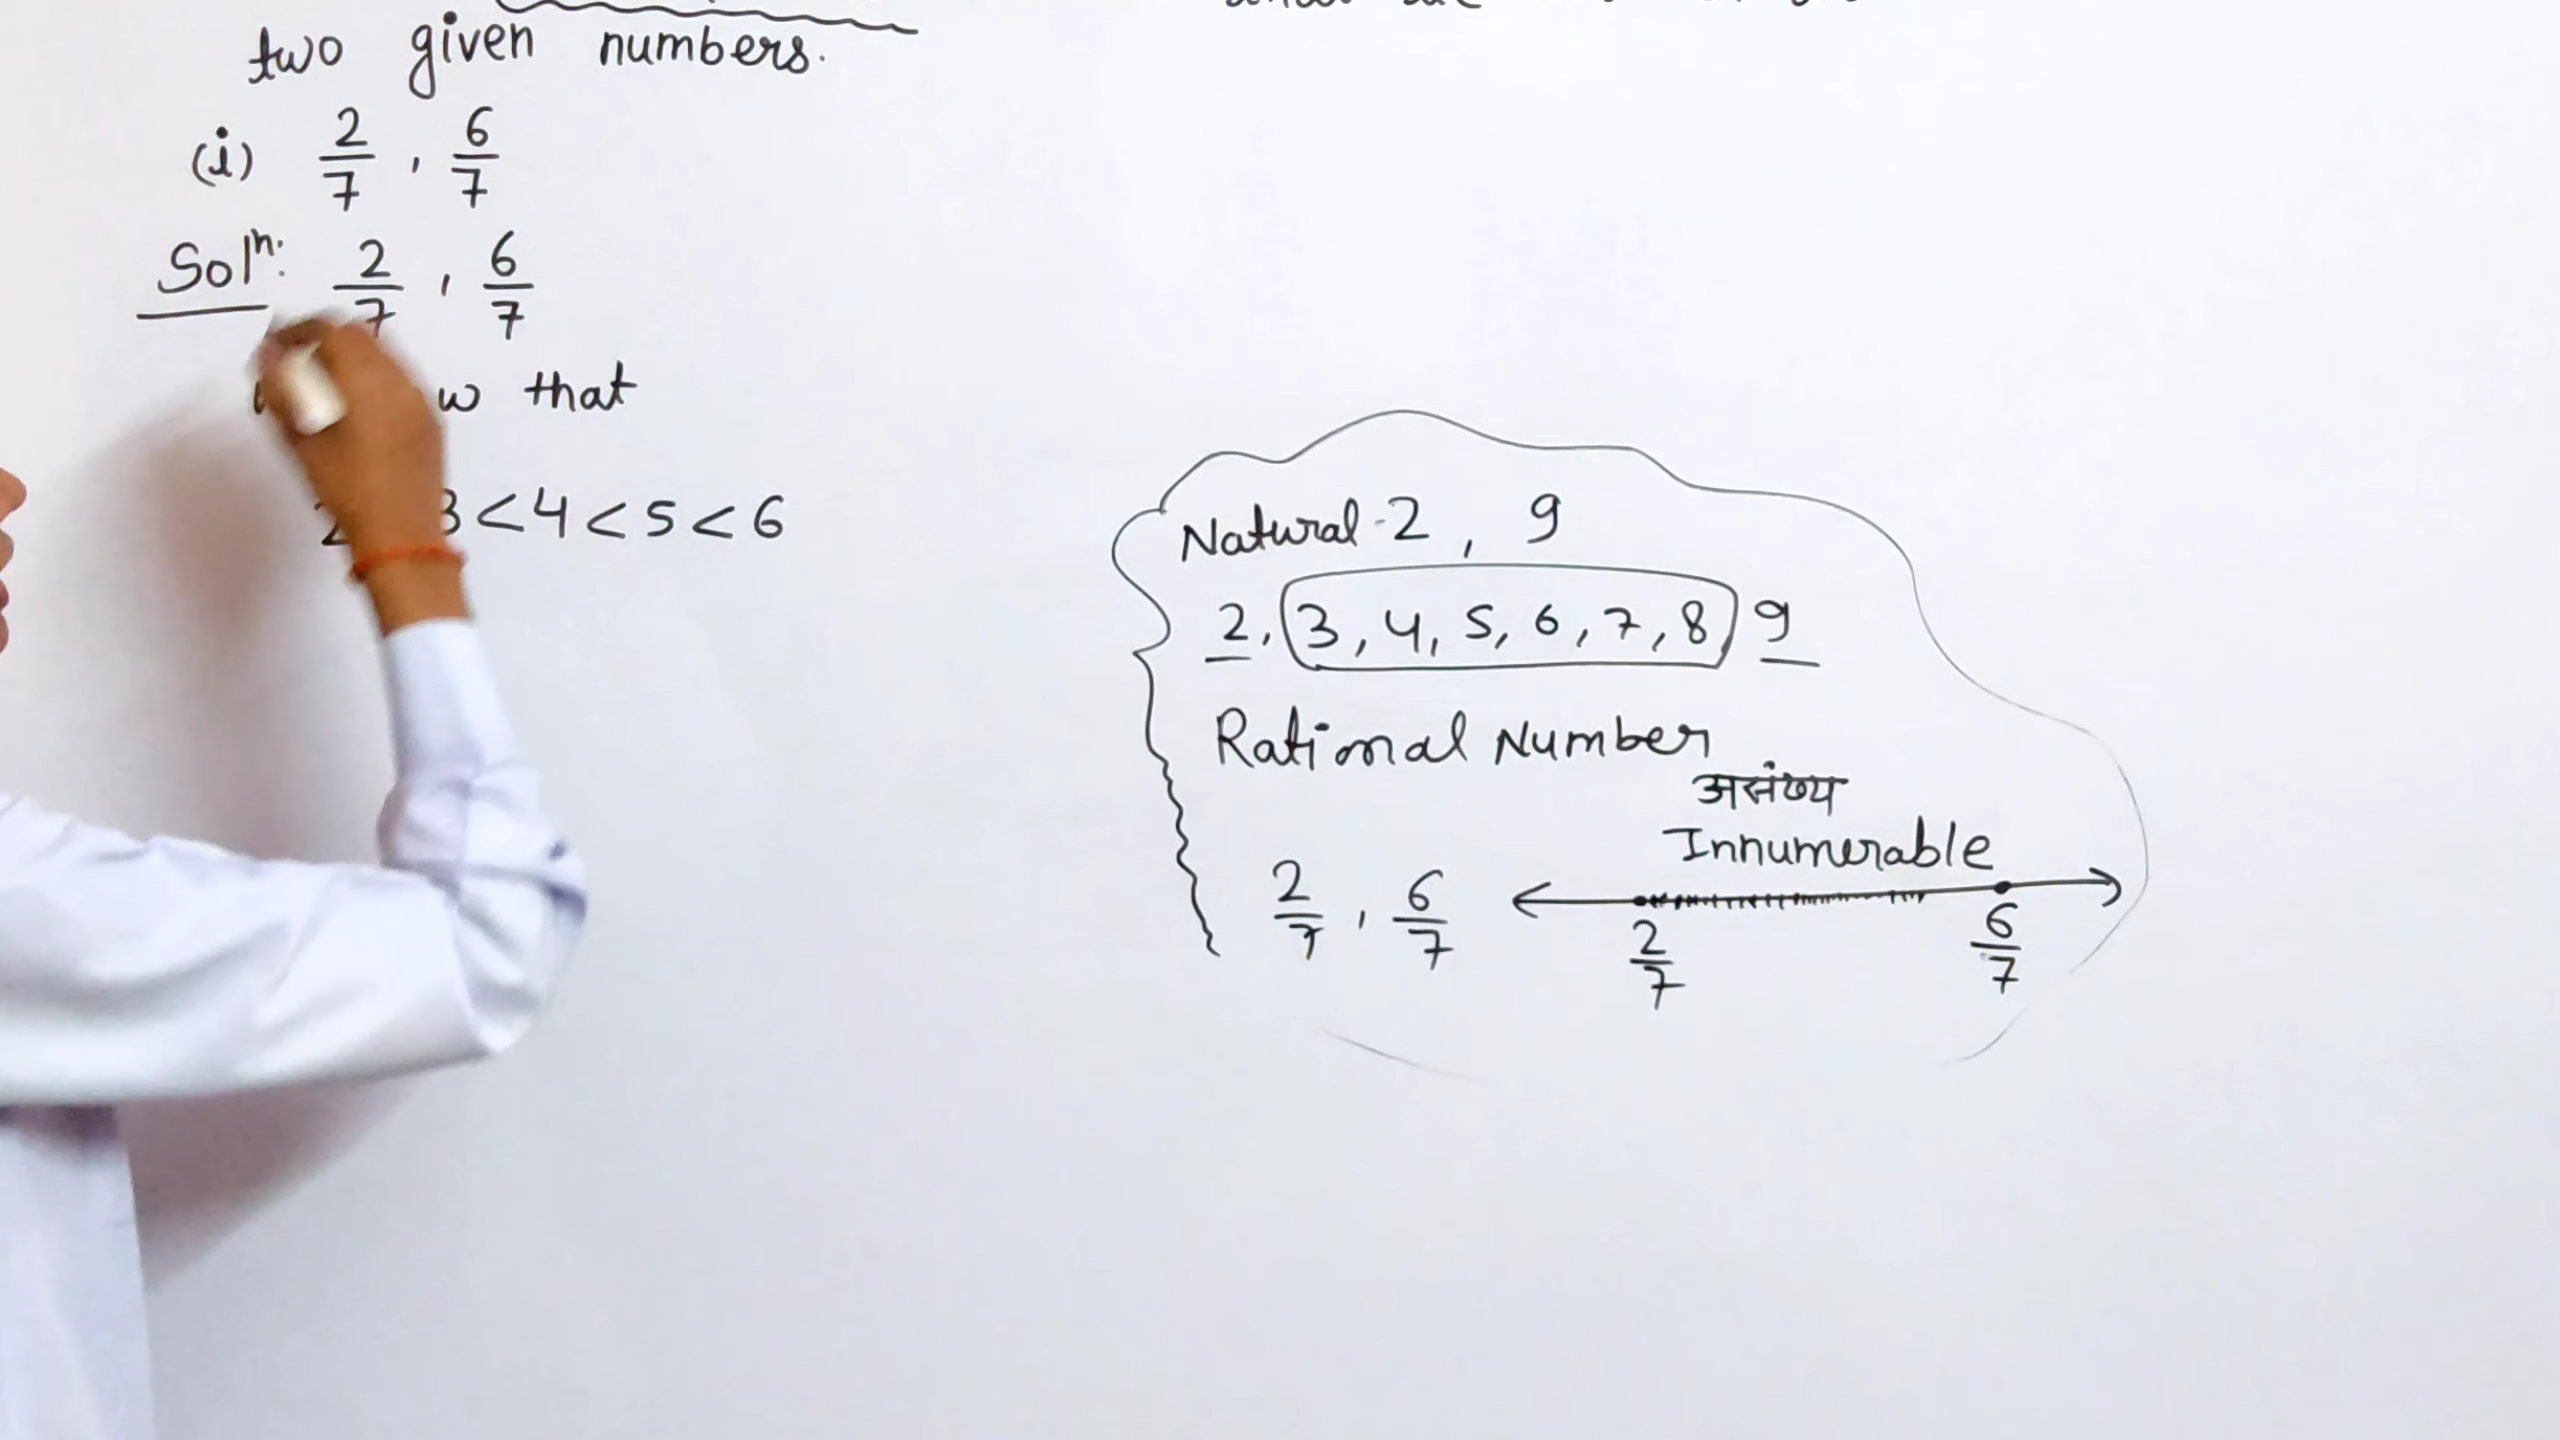 two given numbers.
(i) 2/7 , 6/7
Solⁿ: 2/7 , 6/7
that
3 < 4 < 5 < 6
Natural - 2 , 9
2, 3, 4, 5, 6, 7, 8, 9
Rational Number
असंख्य
Innumerable
2/7 , 6/7
2/7 6/7